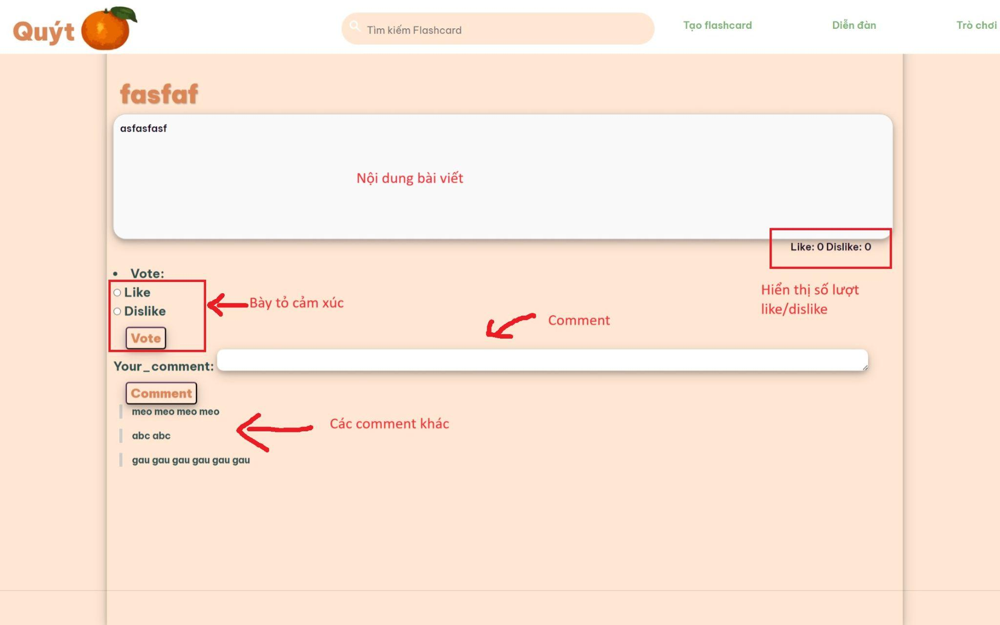 Quýt
Tìm kiếm Flashcard
Tạo flashcard
Diễn đàn
Trò chơi
fasfaf
asfasfasf
Nội dung bài viết
Like: 0 Dislike: 0
Hiển thị số lượt
like/dislike
Vote:
Like
Dislike
Bày tỏ cảm xúc
Vote
Comment
Your_comment:
Comment
meo meo meo meo
Các comment khác
abc abc
gau gau gau gau gau gau